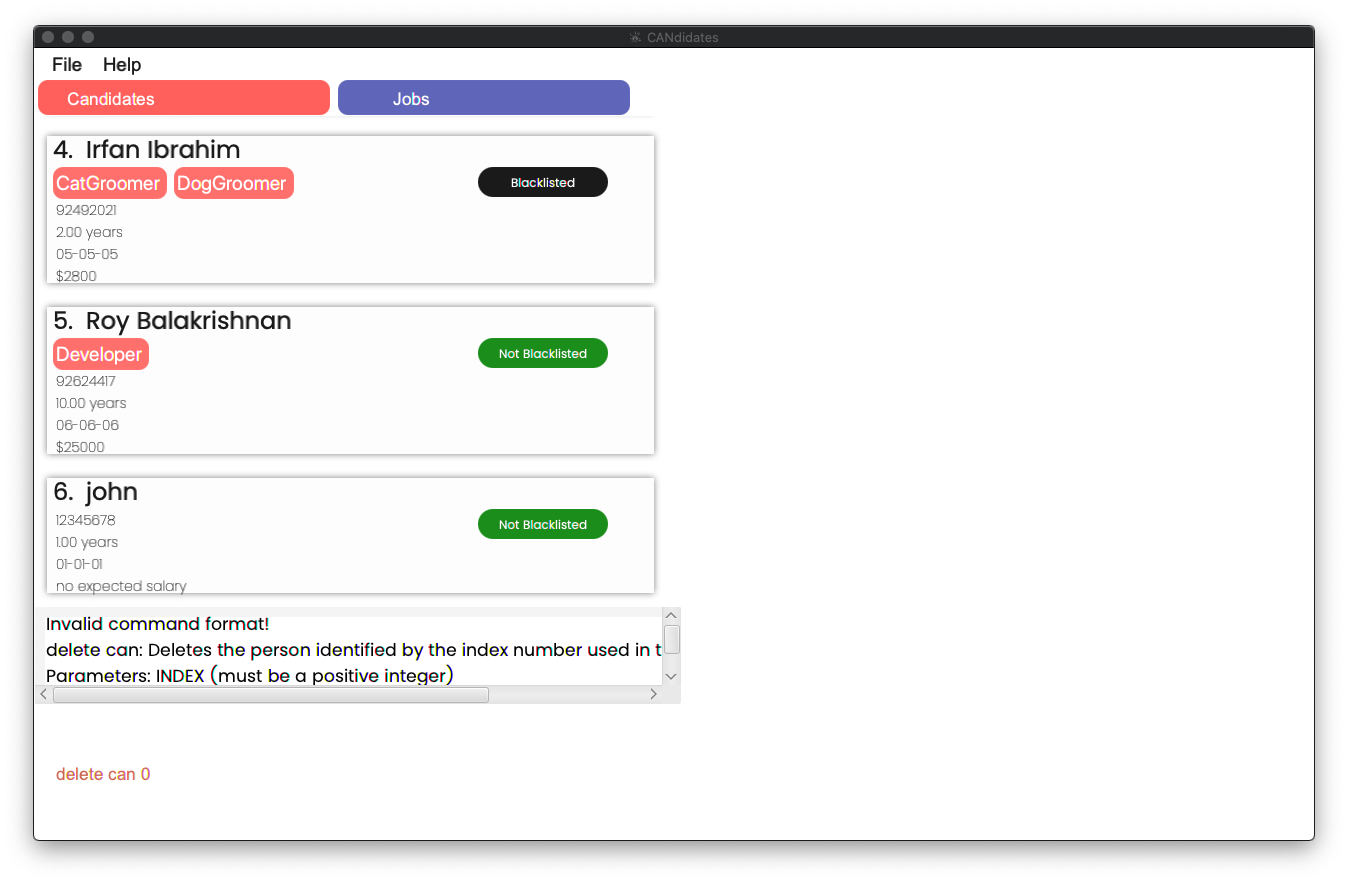 CANdidates
File Help
Candidates Jobs
4. Irfan Ibrahim
CatGroomer DogGroomer Blacklisted
92492021
2.00 years
05-05-05
$2800
5. Roy Balakrishnan
Developer Not Blacklisted
92624417
10.00 years
06-06-06
$25000
6. john
12345678 Not Blacklisted
1.00 years
01-01-01
no expected salary
Invalid command format!
delete can: Deletes the person identified by the index number used in t
Parameters: INDEX (must be a positive integer)
delete can 0